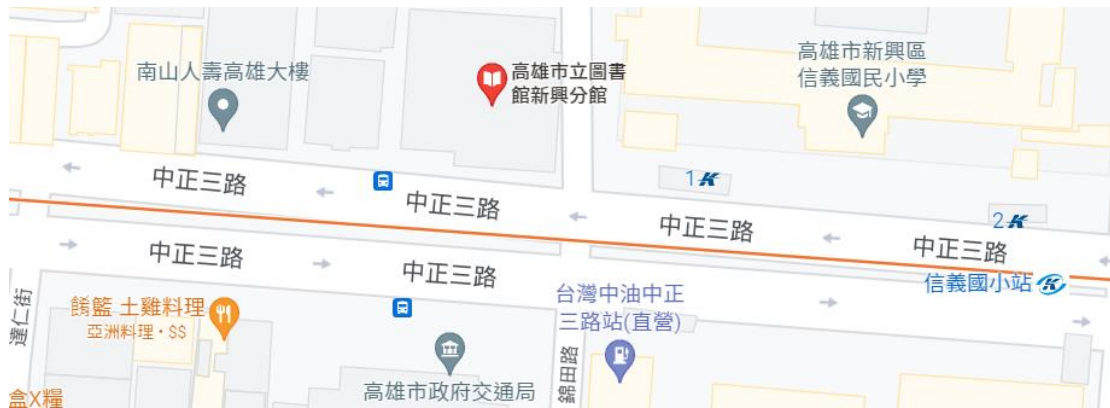 南山人壽高雄大樓
高雄市立圖書
館新興分館
高雄市新興區
信義國民小學
1
2
中正三路
中正三路
中正三路
中正三路
中正三路
中正三路
信義國小站
達仁街
餚籃 土雞料理
亞洲料理・$$
台灣中油中正
三路站(直營)
錦田路
高雄市政府交通局
盒X糧